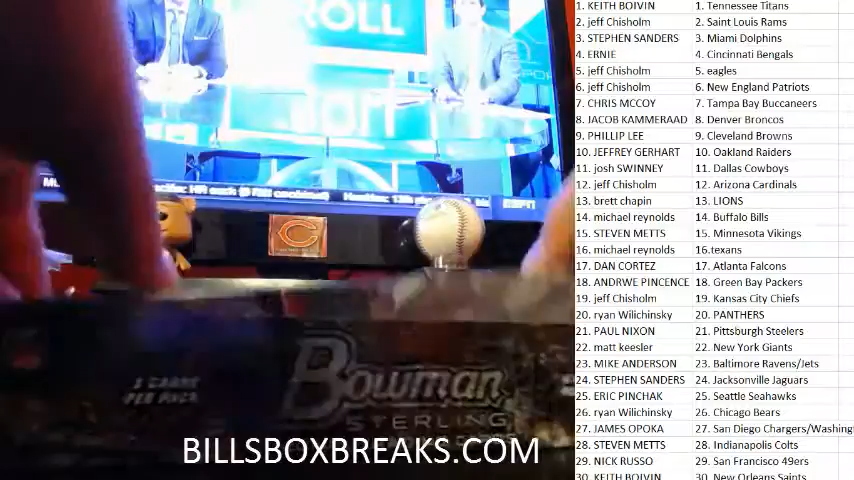 ROLL
ESPN
Bowman
STERLING
BILLSBOXBREAKS.COM
1. KEITH BOIVIN 1. Tennessee Titans
2. jeff Chisholm 2. Saint Louis Rams
3. STEPHEN SANDERS 3. Miami Dolphins
4. ERNIE 4. Cincinnati Bengals
5. jeff Chisholm 5. eagles
6. jeff Chisholm 6. New England Patriots
7. CHRIS MCCOY 7. Tampa Bay Buccaneers
8. JACOB KAMMERAAD 8. Denver Broncos
9. PHILLIP LEE 9. Cleveland Browns
10. JEFFREY GERHART 10. Oakland Raiders
11. josh SWINNEY 11. Dallas Cowboys
12. jeff Chisholm 12. Arizona Cardinals
13. brett chapin 13. LIONS
14. michael reynolds 14. Buffalo Bills
15. STEVEN METTS 15. Minnesota Vikings
16. michael reynolds 16.texans
17. DAN CORTEZ 17. Atlanta Falcons
18. ANDRWE PINCENCE 18. Green Bay Packers
19. jeff Chisholm 19. Kansas City Chiefs
20. ryan Wilichinsky 20. PANTHERS
21. PAUL NIXON 21. Pittsburgh Steelers
22. matt keesler 22. New York Giants
23. MIKE ANDERSON 23. Baltimore Ravens/Jets
24. STEPHEN SANDERS 24. Jacksonville Jaguars
25. ERIC PINCHAK 25. Seattle Seahawks
26. ryan Wilichinsky 26. Chicago Bears
27. JAMES OPOKA 27. San Diego Chargers/Washing
28. STEVEN METTS 28. Indianapolis Colts
29. NICK RUSSO 29. San Francisco 49ers
30. KEITH BOIVIN 30. New Orleans Saints